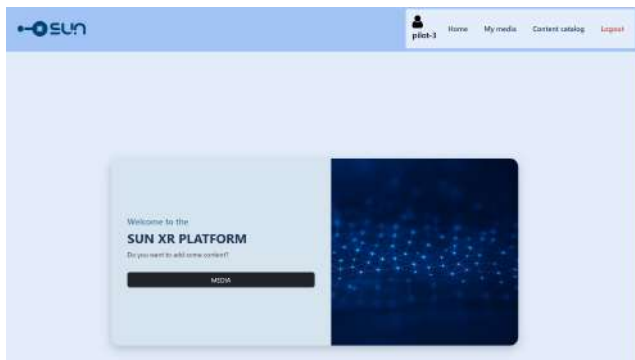 SUN
pilot-3
Home
My media
Content catalog
Logout
Welcome to the
SUN XR PLATFORM
Do you want to add some content?
MEDIA